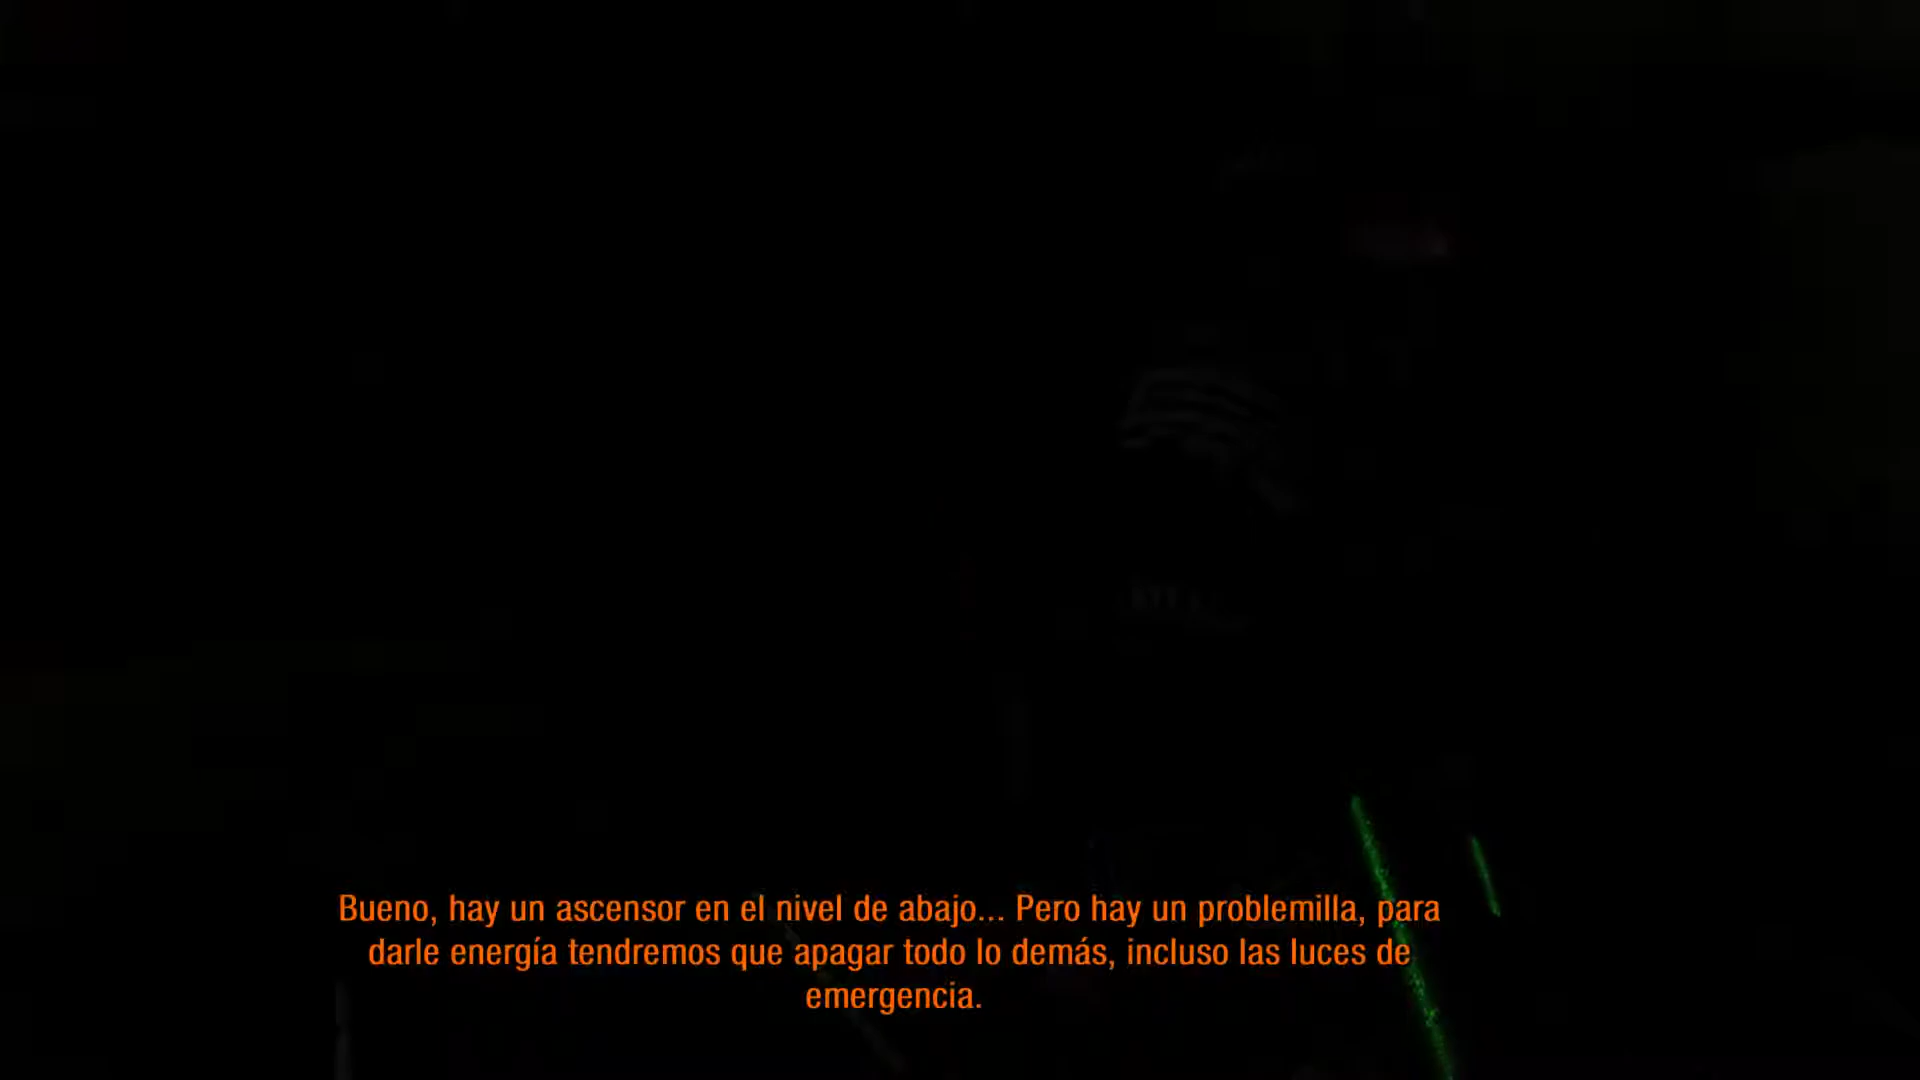 Bueno, hay un ascensor en el nivel de abajo... Pero hay un problemilla, para
darle energía tendremos que apagar todo lo demás, incluso las luces de
emergencia.